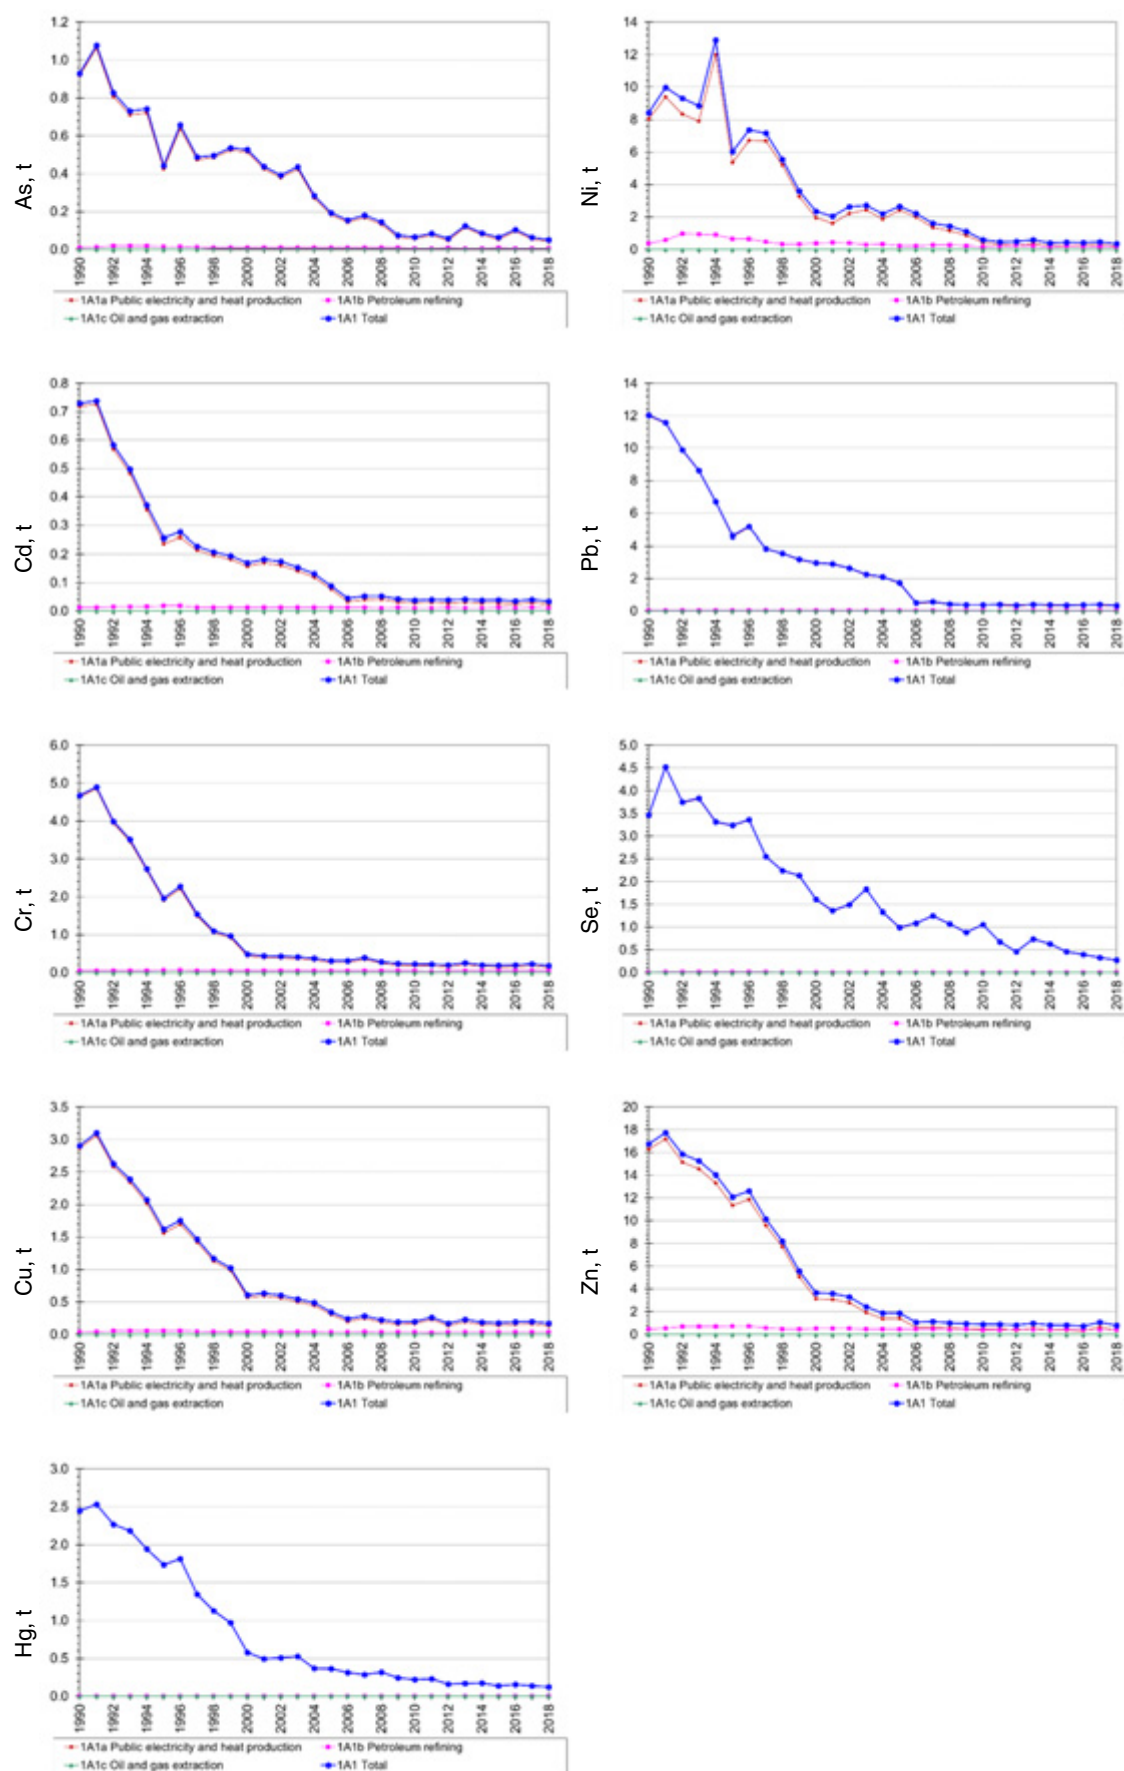 As, t
1.2
1.0
0.8
0.6
0.4
0.2
0.0
1990 1992 1994 1996 1998 2000 2002 2004 2006 2008 2010 2012 2014 2016 2018
1A1a Public electricity and heat production 1A1b Petroleum refining
1A1c Oil and gas extraction 1A1 Total
Ni, t
14
12
10
8
6
4
2
0
1990 1992 1994 1996 1998 2000 2002 2004 2006 2008 2010 2012 2014 2016 2018
1A1a Public electricity and heat production 1A1b Petroleum refining
1A1c Oil and gas extraction 1A1 Total
Cd, t
0.8
0.7
0.6
0.5
0.4
0.3
0.2
0.1
0.0
1990 1992 1994 1996 1998 2000 2002 2004 2006 2008 2010 2012 2014 2016 2018
1A1a Public electricity and heat production 1A1b Petroleum refining
1A1c Oil and gas extraction 1A1 Total
Pb, t
14
12
10
8
6
4
2
0
1990 1992 1994 1996 1998 2000 2002 2004 2006 2008 2010 2012 2014 2016 2018
1A1a Public electricity and heat production 1A1b Petroleum refining
1A1c Oil and gas extraction 1A1 Total
Cr, t
6.0
5.0
4.0
3.0
2.0
1.0
0.0
1990 1992 1994 1996 1998 2000 2002 2004 2006 2008 2010 2012 2014 2016 2018
1A1a Public electricity and heat production 1A1b Petroleum refining
1A1c Oil and gas extraction 1A1 Total
Se, t
5.0
4.5
4.0
3.5
3.0
2.5
2.0
1.5
1.0
0.5
0.0
1990 1992 1994 1996 1998 2000 2002 2004 2006 2008 2010 2012 2014 2016 2018
1A1a Public electricity and heat production 1A1b Petroleum refining
1A1c Oil and gas extraction 1A1 Total
Cu, t
3.5
3.0
2.5
2.0
1.5
1.0
0.5
0.0
1990 1992 1994 1996 1998 2000 2002 2004 2006 2008 2010 2012 2014 2016 2018
1A1a Public electricity and heat production 1A1b Petroleum refining
1A1c Oil and gas extraction 1A1 Total
Zn, t
20
18
16
14
12
10
8
6
4
2
0
1990 1992 1994 1996 1998 2000 2002 2004 2006 2008 2010 2012 2014 2016 2018
1A1a Public electricity and heat production 1A1b Petroleum refining
1A1c Oil and gas extraction 1A1 Total
Hg, t
3.0
2.5
2.0
1.5
1.0
0.5
0.0
1990 1992 1994 1996 1998 2000 2002 2004 2006 2008 2010 2012 2014 2016 2018
1A1a Public electricity and heat production 1A1b Petroleum refining
1A1c Oil and gas extraction 1A1 Total